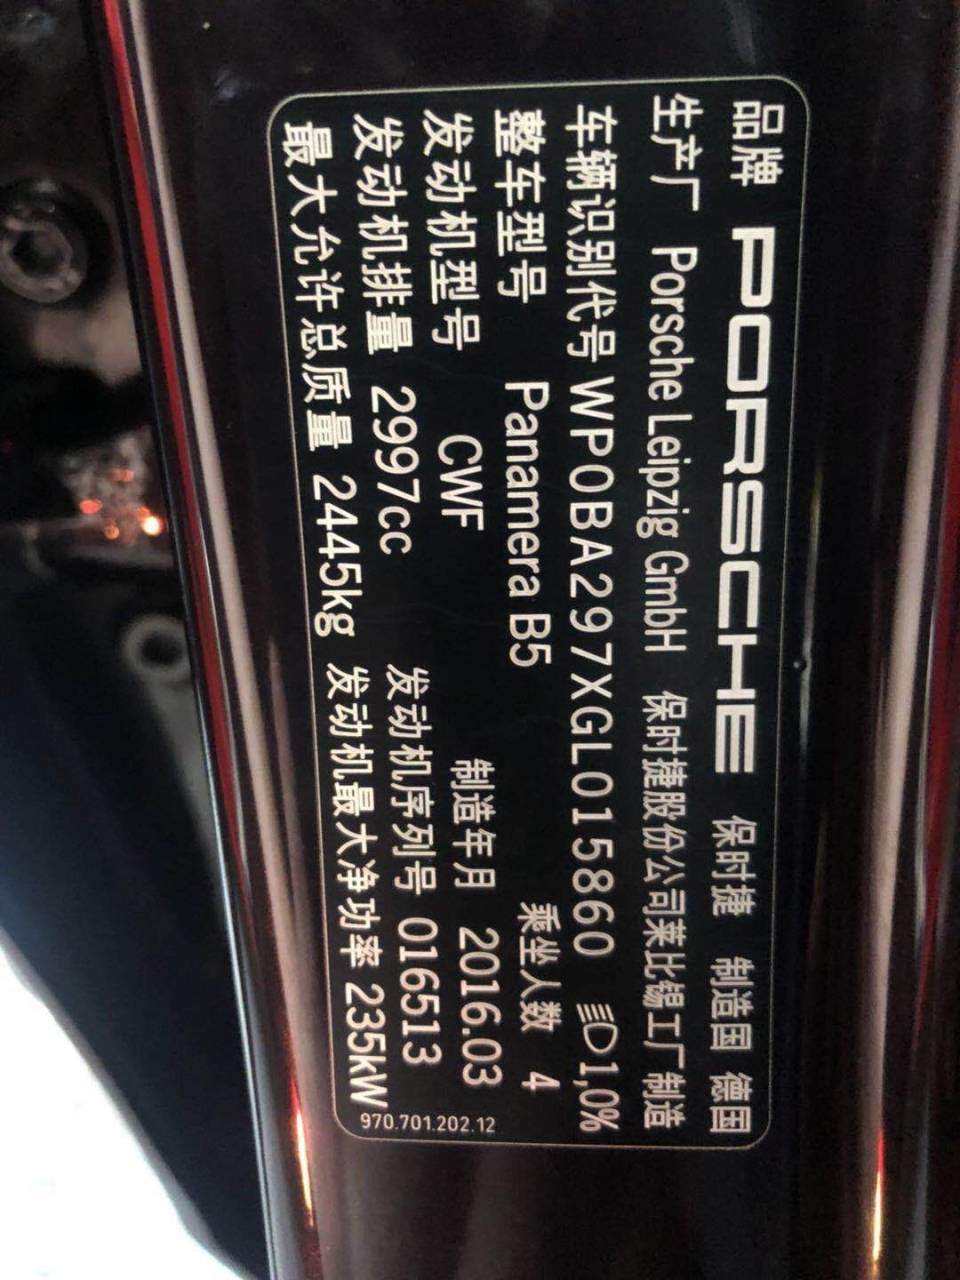 品牌 PORSCHE 保时捷 制造国 德国
生产厂 Porsche Leipzig GmbH 保时捷股份公司莱比锡工厂制造
车辆识别代号 WP0BA297XGL015860 1,0%
整车型号 Panamera B5 乘坐人数 4
发动机型号 CWF 制造年月 2016.03
发动机排量 2997cc 发动机序列号 016513
最大允许总质量 2445kg 发动机最大净功率 235kW
970.701.202.12